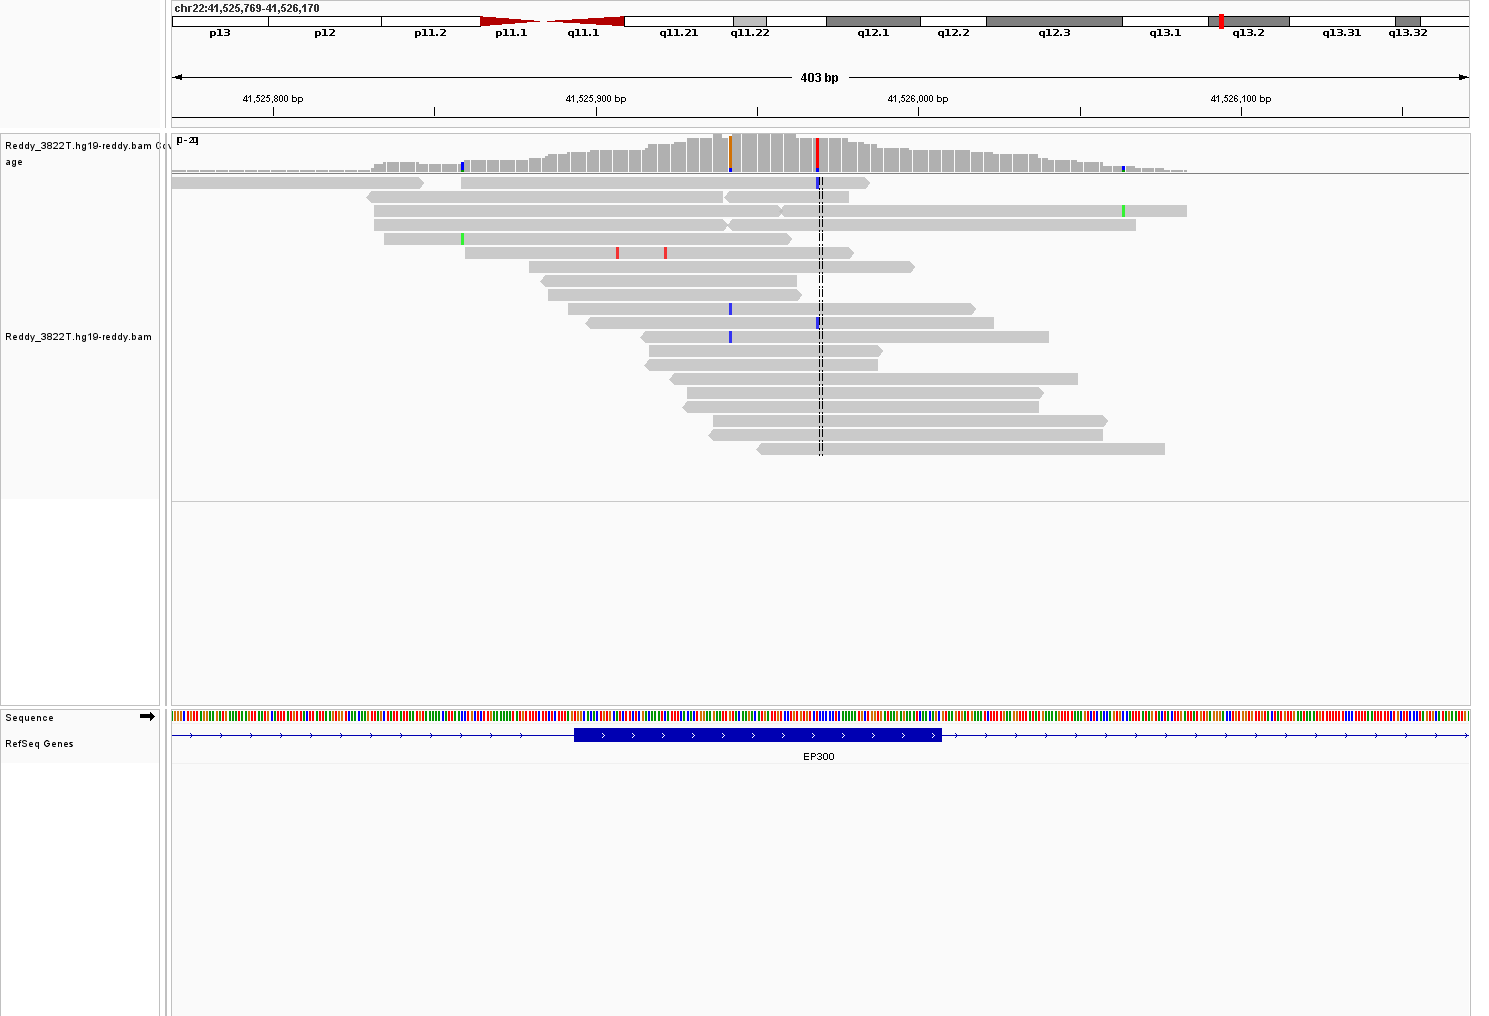 chr22:41,525,769-41,526,170
p13 p12 p11.2 p11.1 q11.1 q11.21 q11.22 q12.1 q12.2 q12.3 q13.1 q13.2 q13.31 q13.32
403 bp
41,525,800 bp 41,525,900 bp 41,526,000 bp 41,526,100 bp
Reddy_3822T.hg19-reddy.bam Cov
age
[0 - 20]
Reddy_3822T.hg19-reddy.bam
Sequence
RefSeq Genes
EP300